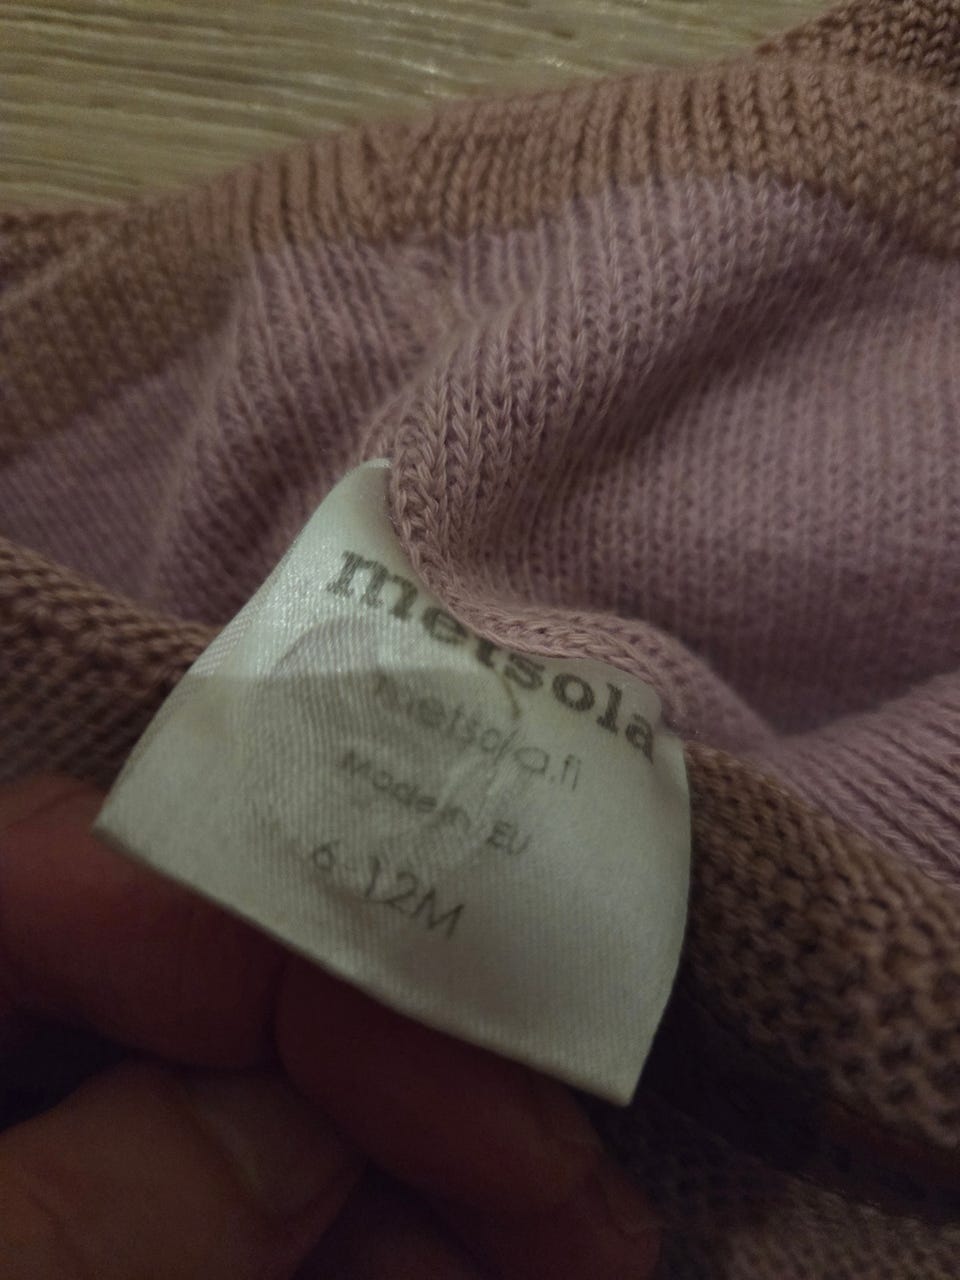 metsola
metsola.fi
Made in EU
6-12M